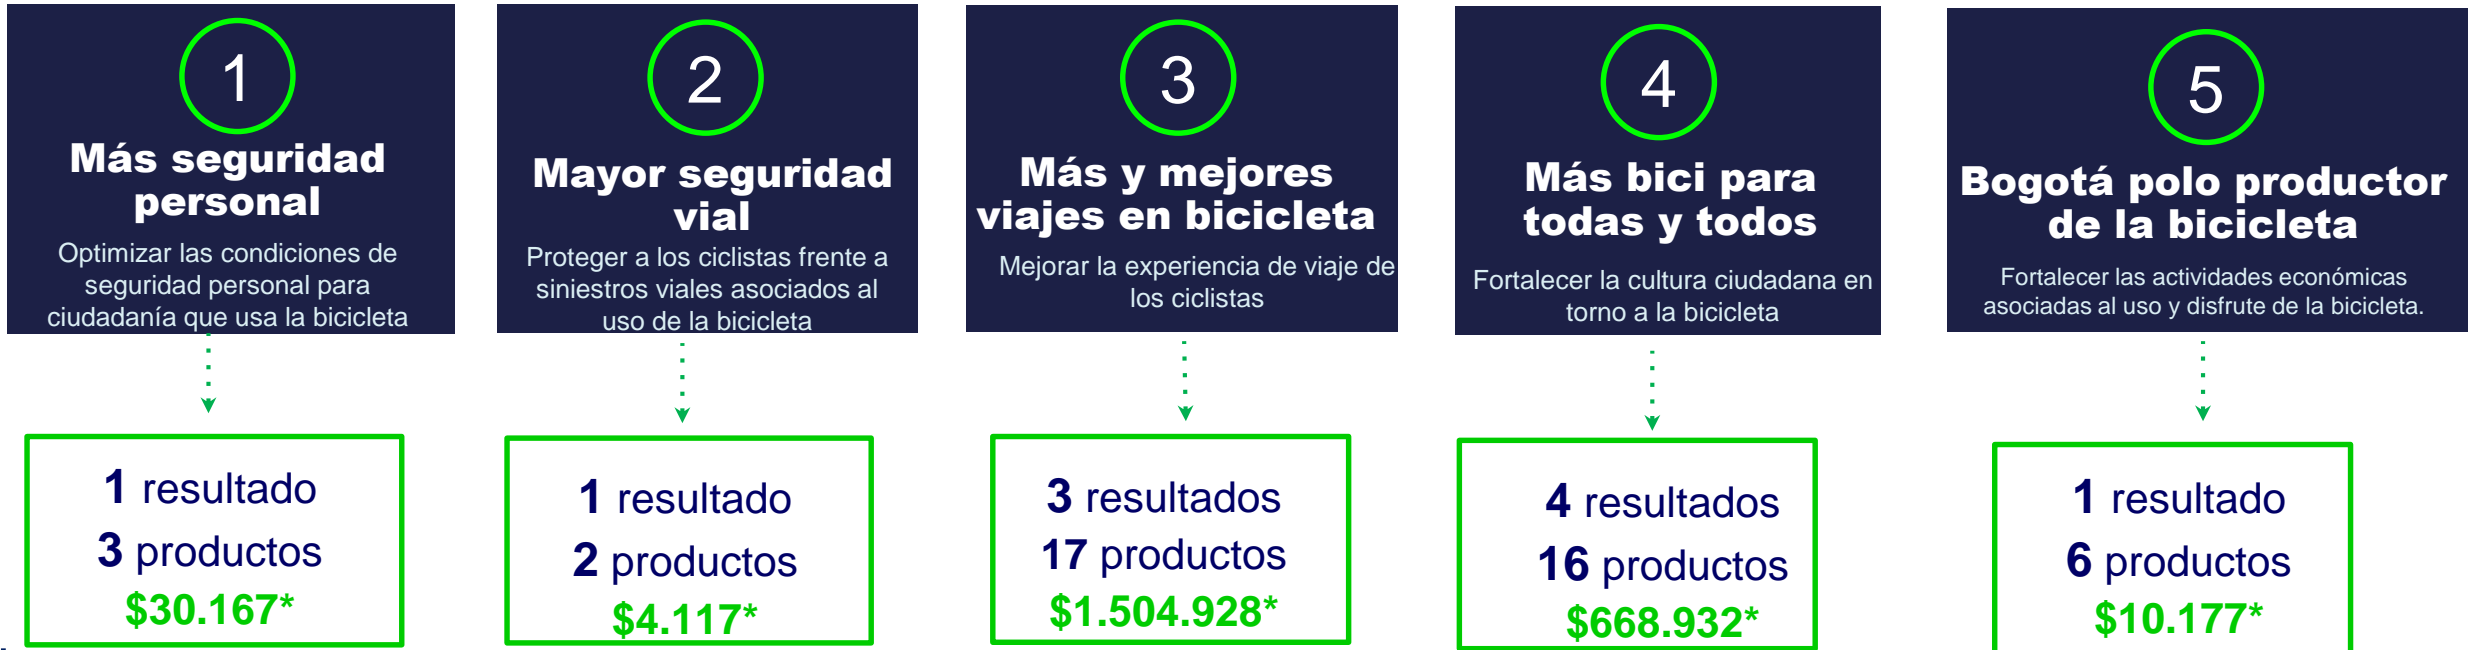 1
Más seguridad
personal
Optimizar las condiciones de
seguridad personal para
ciudadanía que usa la bicicleta
1 resultado
3 productos
$30.167*
2
Mayor seguridad
vial
Proteger a los ciclistas frente a
siniestros viales asociados al
uso de la bicicleta
1 resultado
2 productos
$4.117*
3
Más y mejores
viajes en bicicleta
Mejorar la experiencia de viaje de
los ciclistas
3 resultados
17 productos
$1.504.928*
4
Más bici para
todas y todos
Fortalecer la cultura ciudadana en
torno a la bicicleta
4 resultados
16 productos
$668.932*
5
Bogotá polo productor
de la bicicleta
Fortalecer las actividades económicas
asociadas al uso y disfrute de la bicicleta.
1 resultado
6 productos
$10.177*